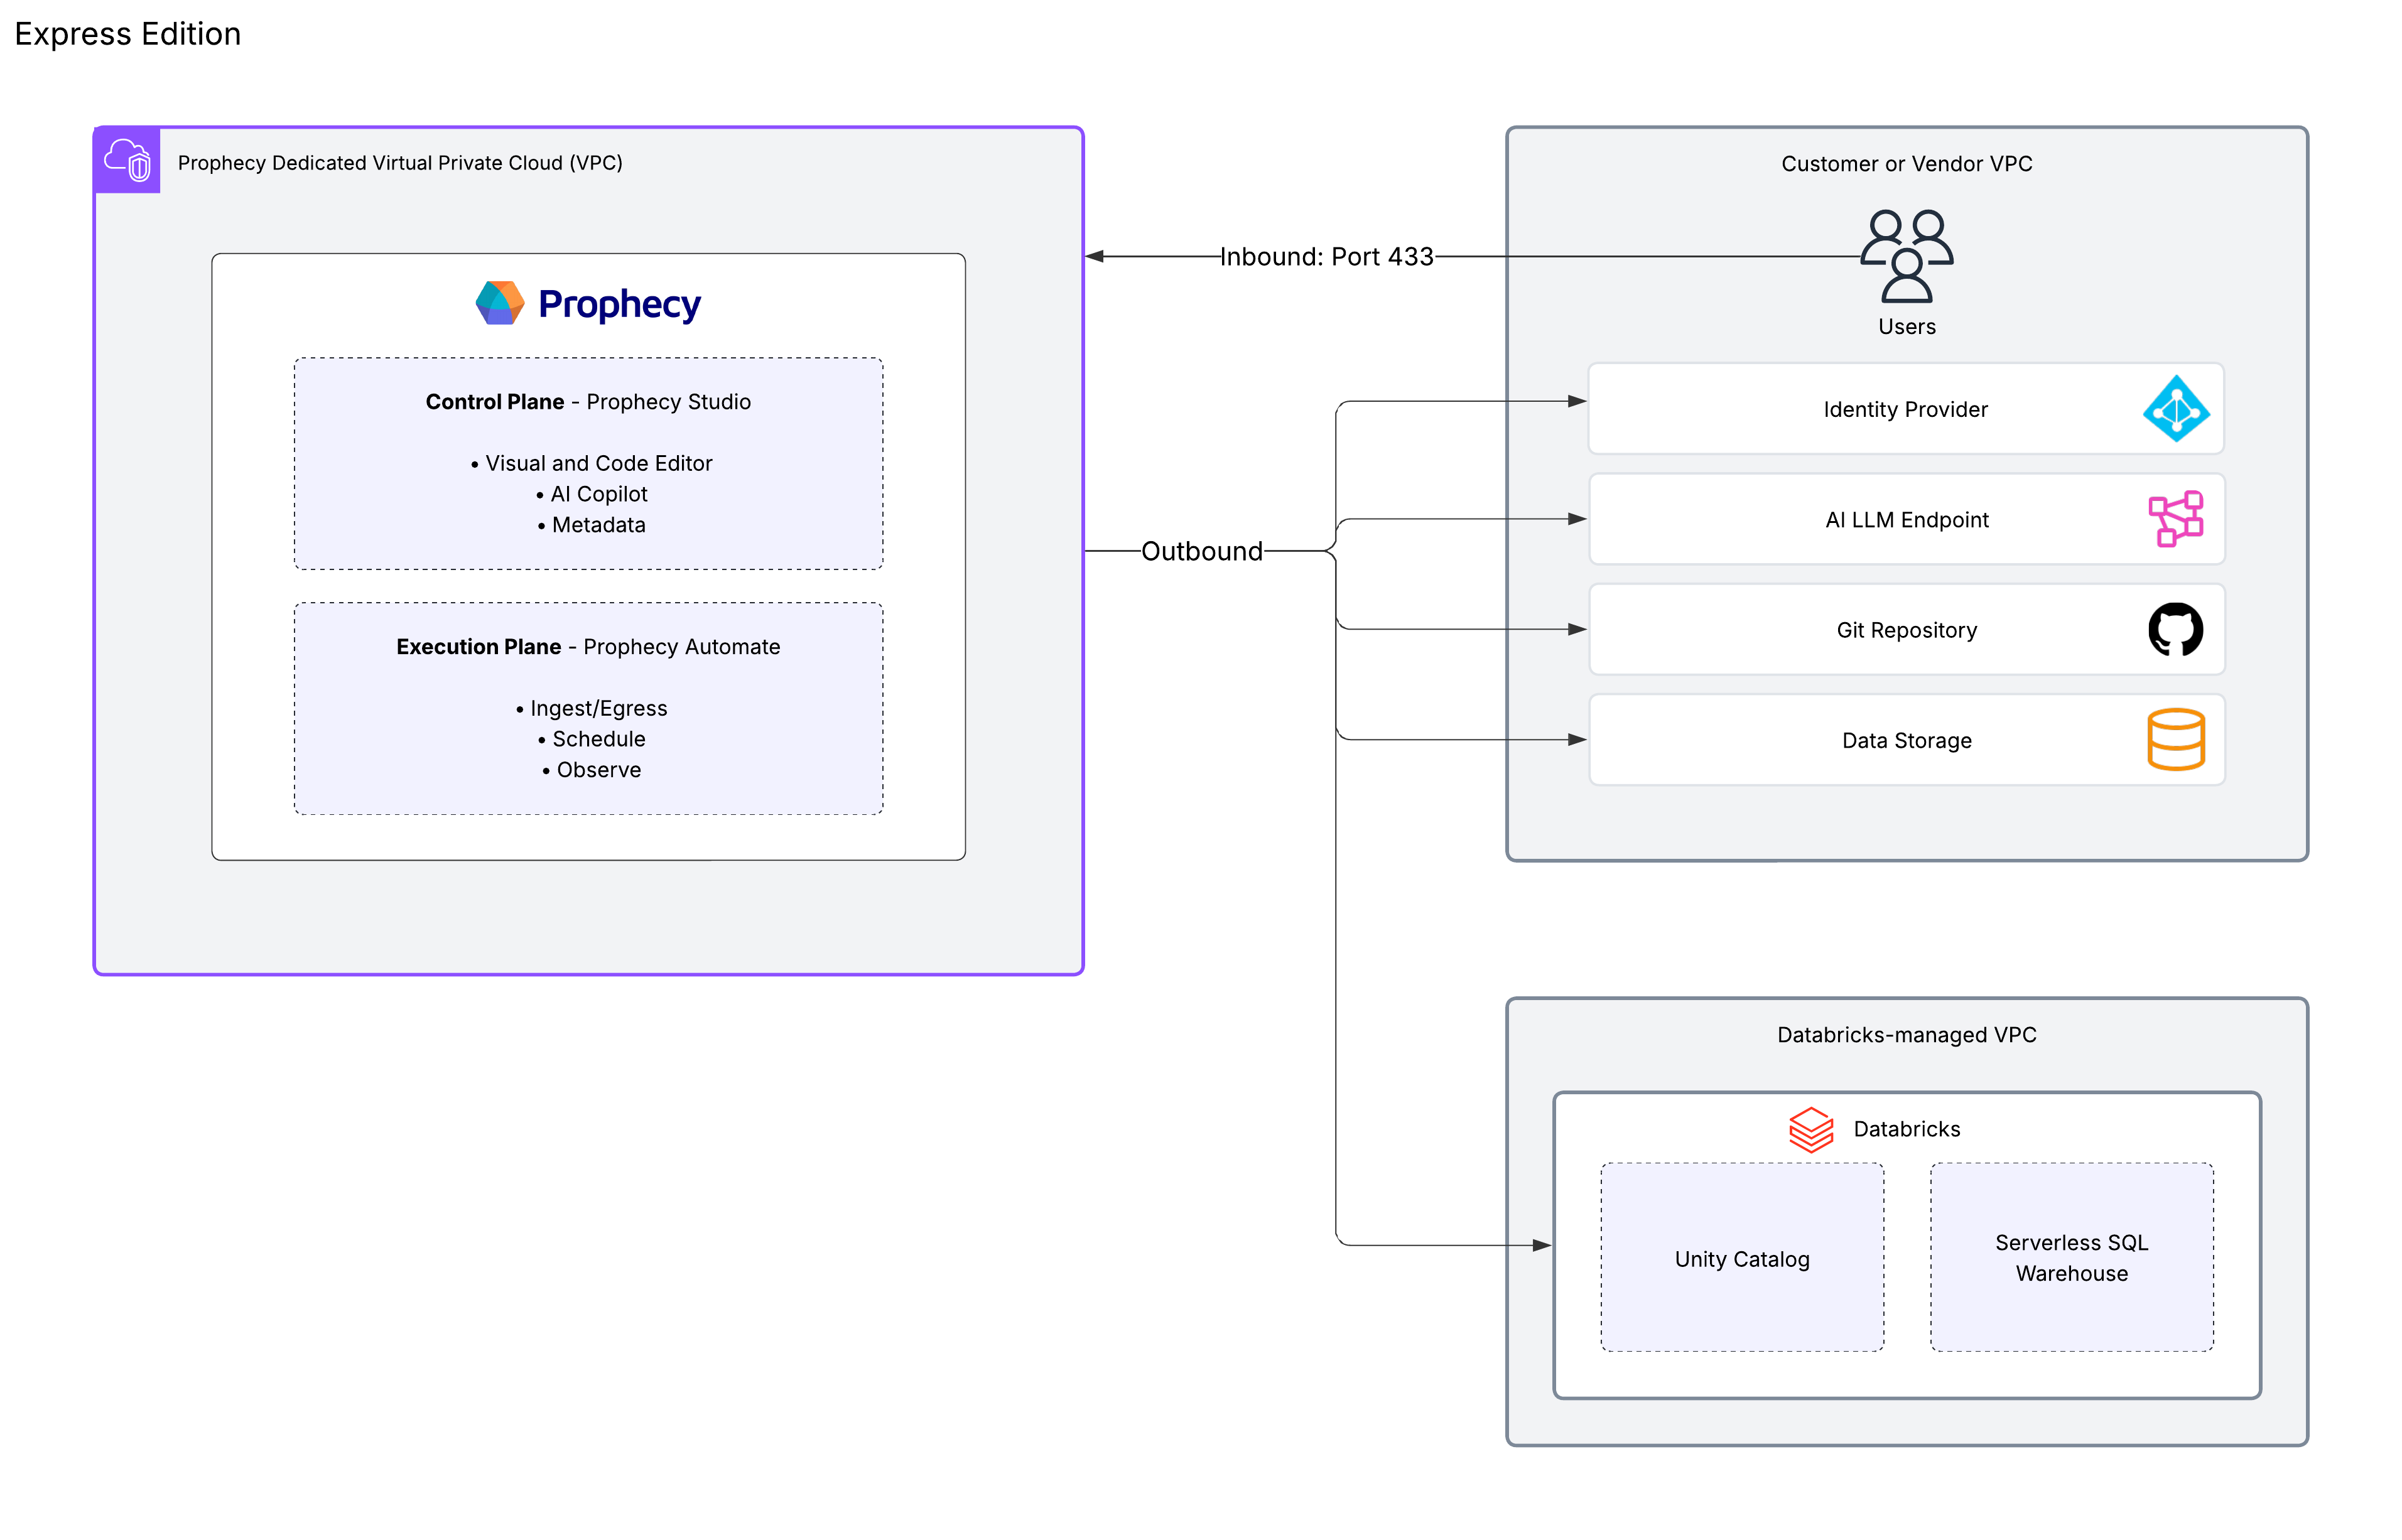 Express Edition
Prophecy Dedicated Virtual Private Cloud (VPC)
Prophecy
Control Plane - Prophecy Studio
• Visual and Code Editor
• AI Copilot
• Metadata
Execution Plane - Prophecy Automate
• Ingest/Egress
• Schedule
• Observe
Inbound: Port 433
Outbound
Customer or Vendor VPC
Users
Identity Provider
AI LLM Endpoint
Git Repository
Data Storage
Databricks-managed VPC
Databricks
Unity Catalog
Serverless SQL
Warehouse